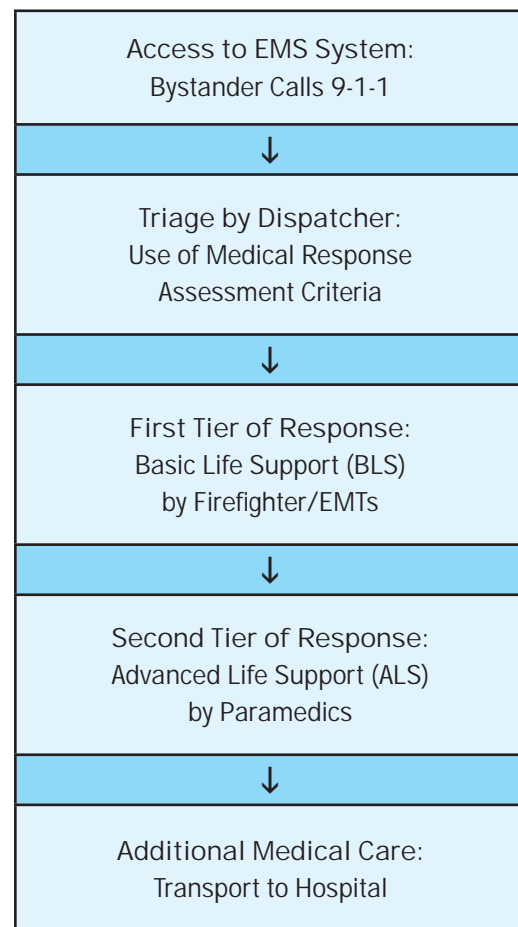 Access to EMS System:
Bystander Calls 9-1-1
↓
Triage by Dispatcher:
Use of Medical Response
Assessment Criteria
↓
First Tier of Response:
Basic Life Support (BLS)
by Firefighter/EMTs
↓
Second Tier of Response:
Advanced Life Support (ALS)
by Paramedics
↓
Additional Medical Care:
Transport to Hospital